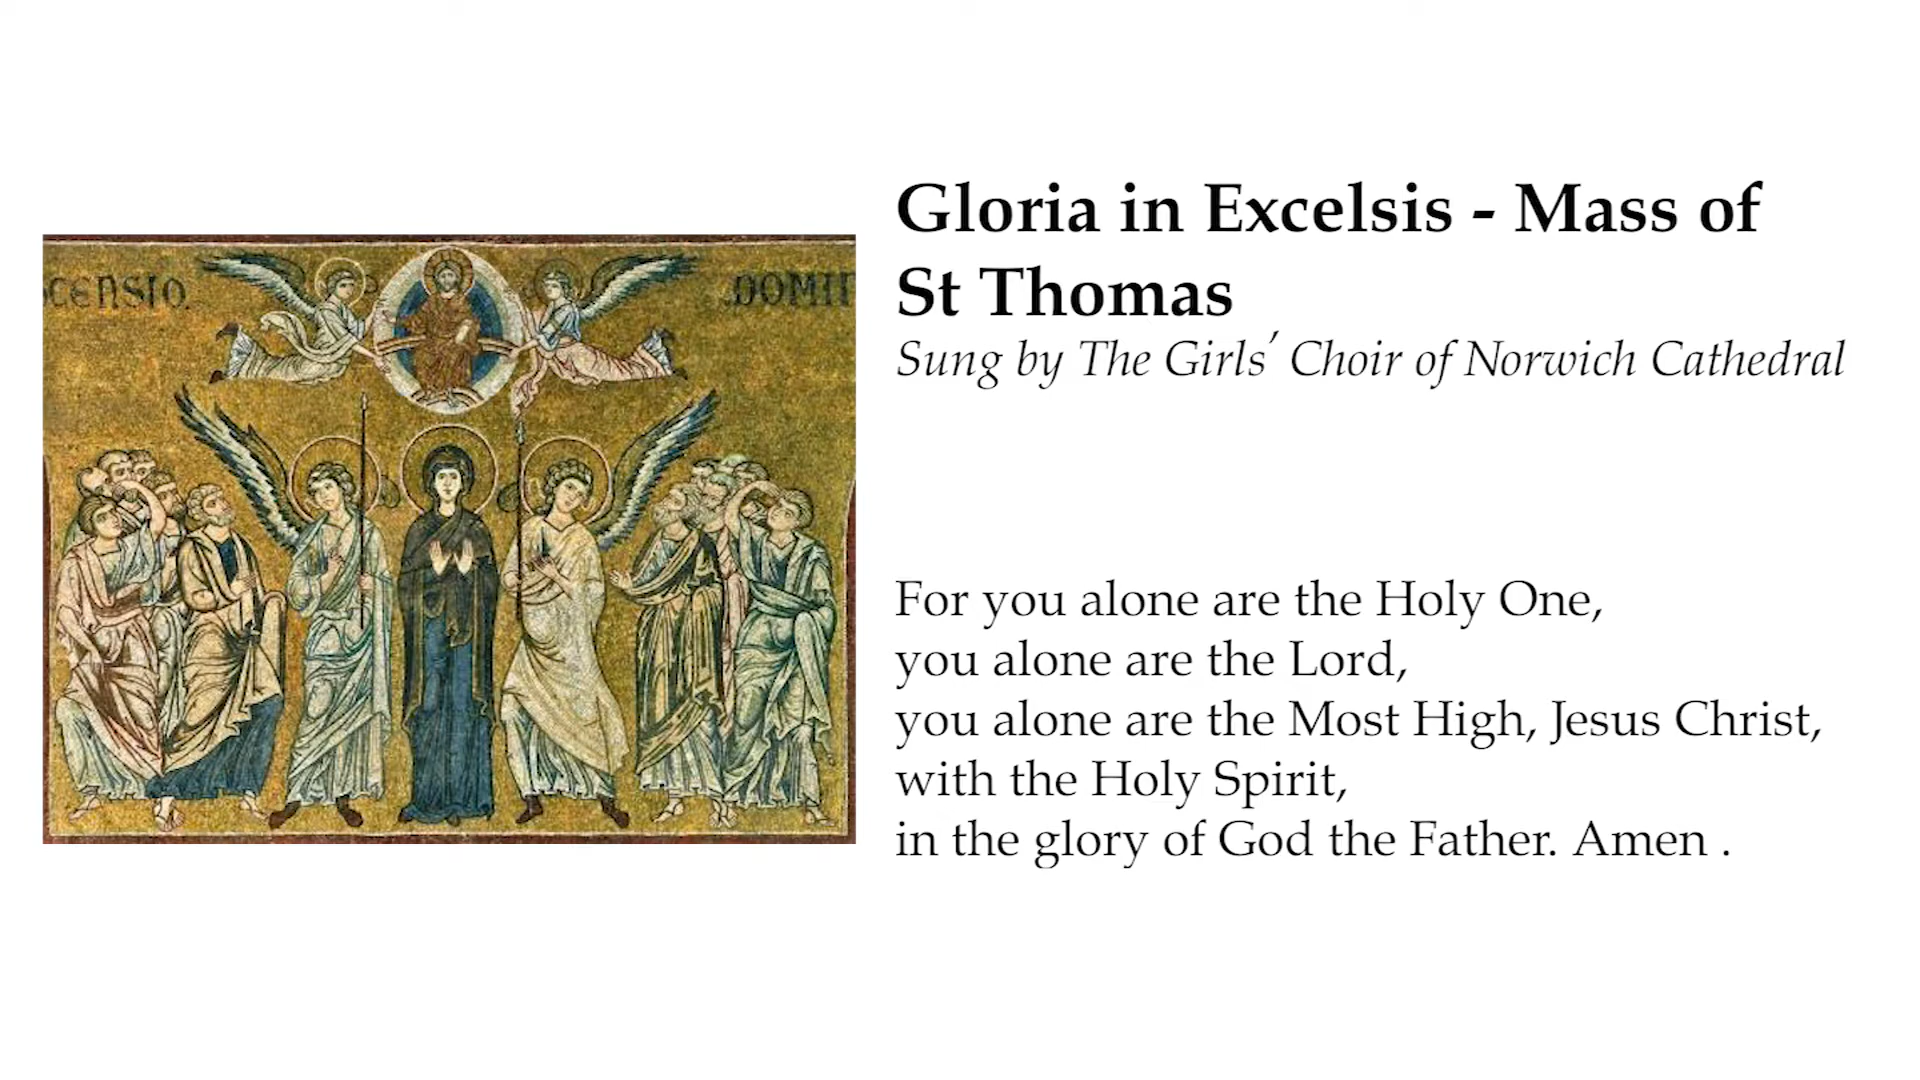 CENSIO
DOMI
Gloria in Excelsis - Mass of
St Thomas
Sung by The Girls' Choir of Norwich Cathedral
For you alone are the Holy One,
you alone are the Lord,
you alone are the Most High, Jesus Christ,
with the Holy Spirit,
in the glory of God the Father. Amen .